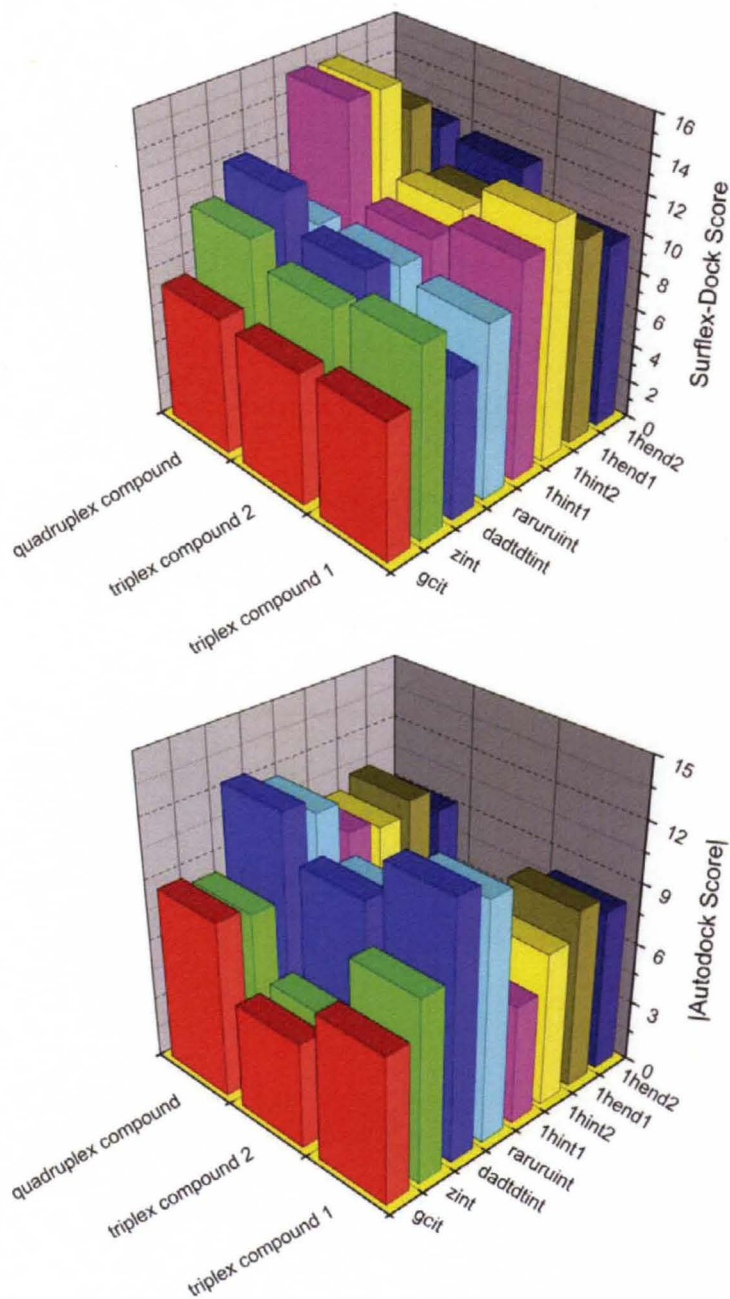 16
14
12
10
8
6
4
2
0
Surflex-Dock Score
quadruplex compound
triplex compound 2
triplex compound 1
gcit
zint
dadtdtint
raruruint
1hint1
1hint2
1hend1
1hend2
15
12
9
6
3
0
|Autodock Score|
quadruplex compound
triplex compound 2
triplex compound 1
gcit
zint
dadtdtint
raruruint
1hint1
1hint2
1hend1
1hend2